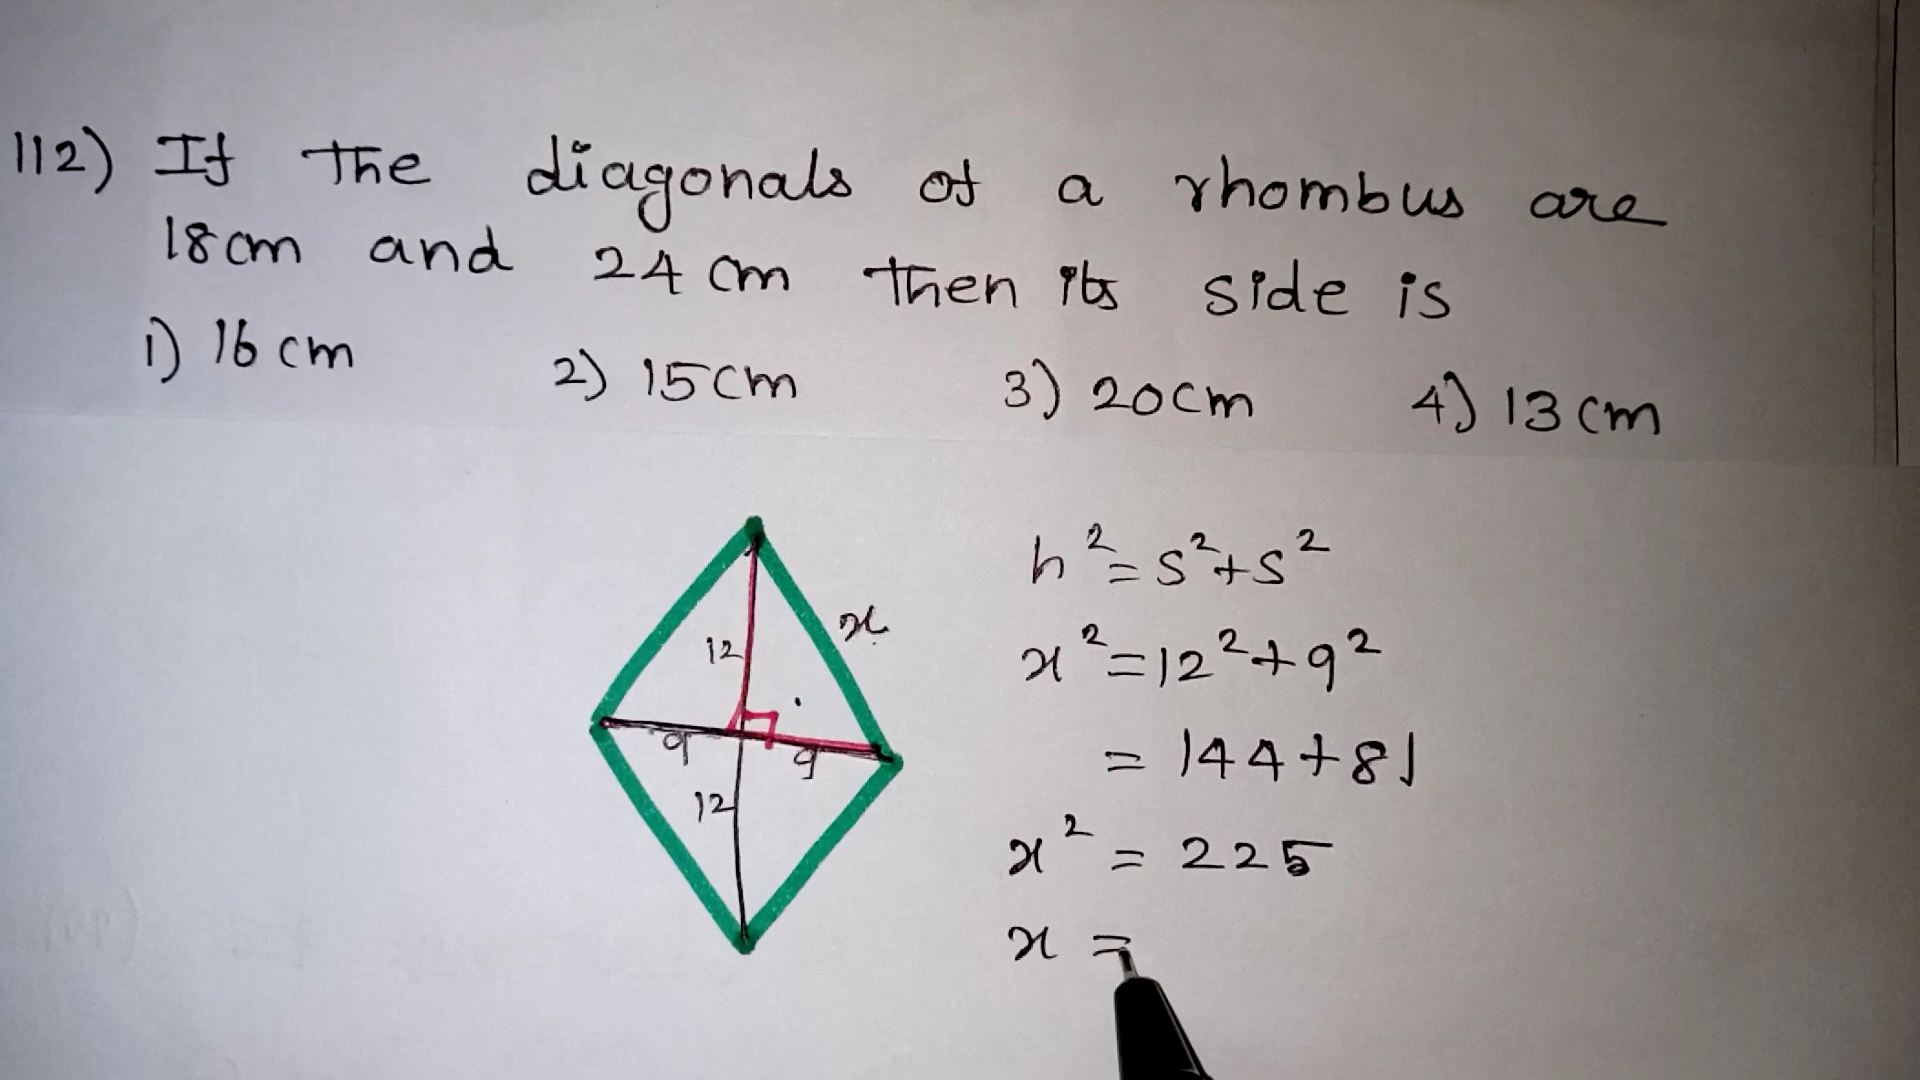 112) If the diagonals of a rhombus are
18cm and 24 cm then its side is
1) 16 cm 2) 15cm 3) 20cm 4) 13 cm
h² = s² + s²
x
12
x² = 12² + 9²
9 9
= 144 + 81
12
x² = 225
x =